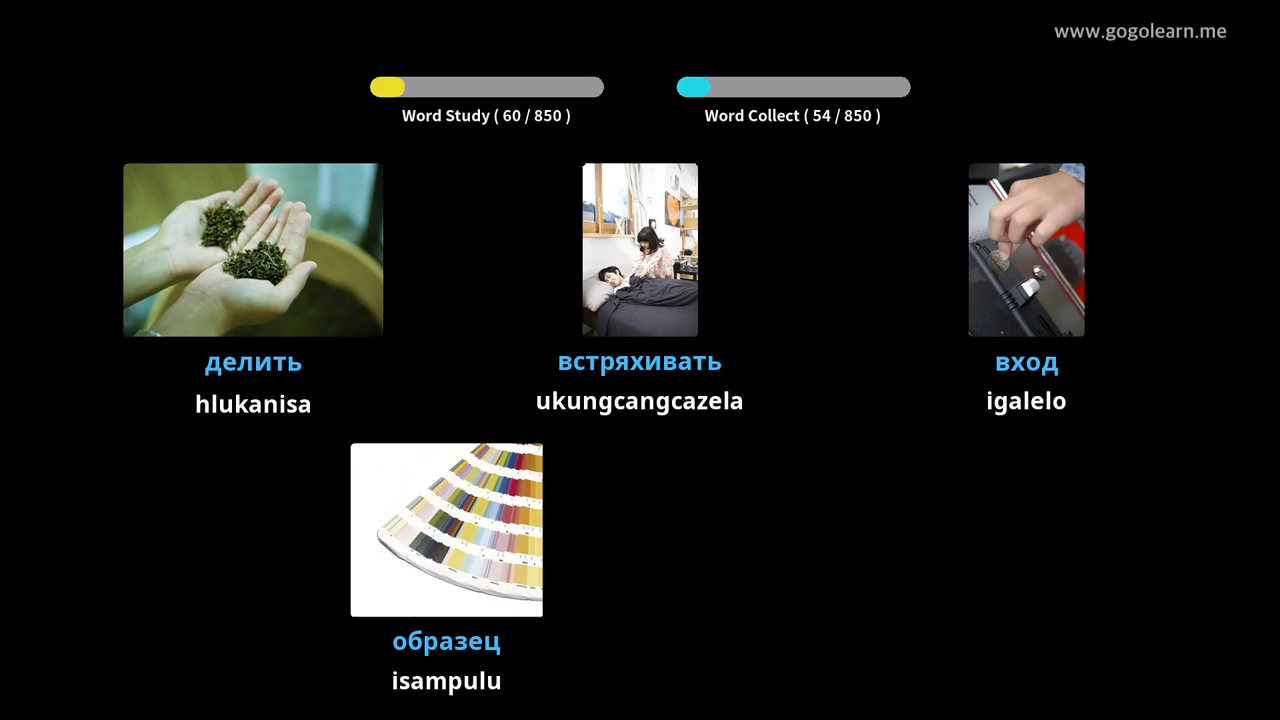 www.gogolearn.me
Word Study ( 60 / 850 )
Word Collect ( 54 / 850 )
делить
hlukanisa
встряхивать
ukungcangcazela
вход
igalelo
образец
isampulu